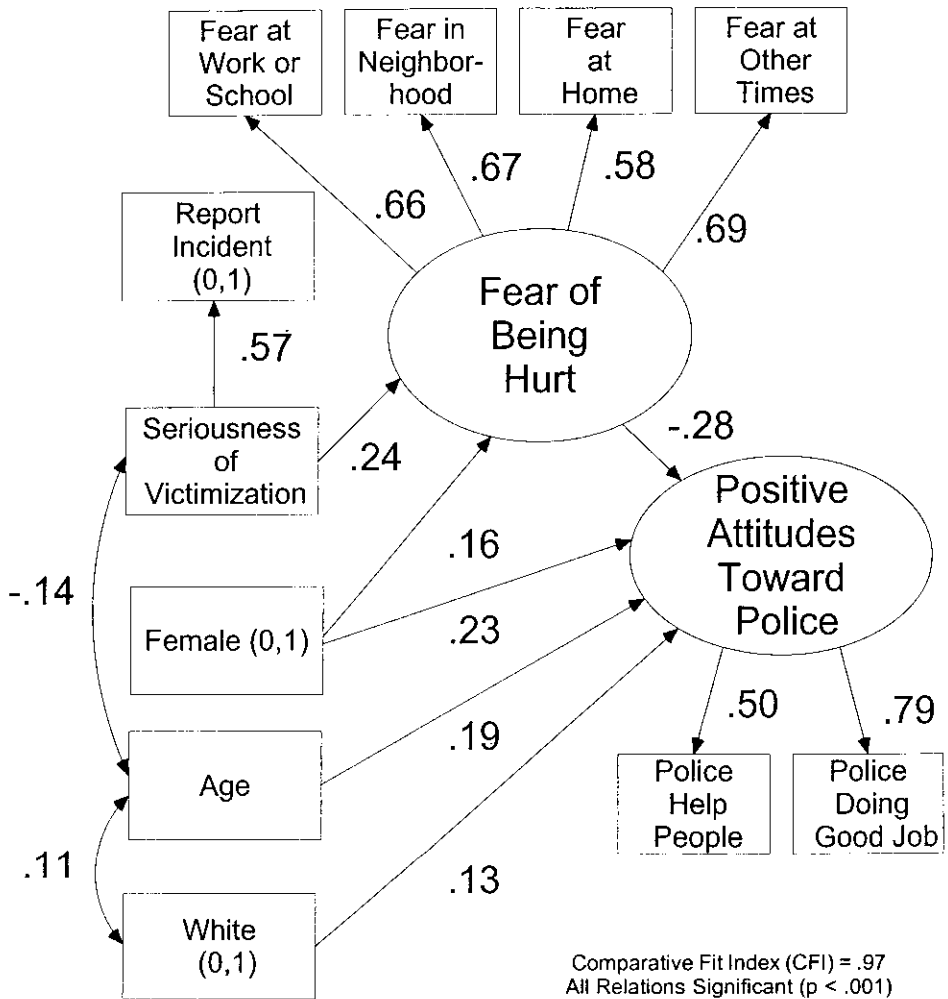 Fear at
Work or
School
Fear in
Neighbor-
hood
Fear
at
Home
Fear at
Other
Times
.66
.67
.58
.69
Report
Incident
(0,1)
.57
Fear of
Being
Hurt
Seriousness
of
Victimization
.24
-.28
Positive
Attitudes
Toward
Police
-.14
.16
Female (0,1)
.23
.50
.79
.19
Age
Police
Help
People
Police
Doing
Good Job
.11
.13
White
(0,1)
Comparative Fit Index (CFI) = .97
All Relations Significant (p < .001)